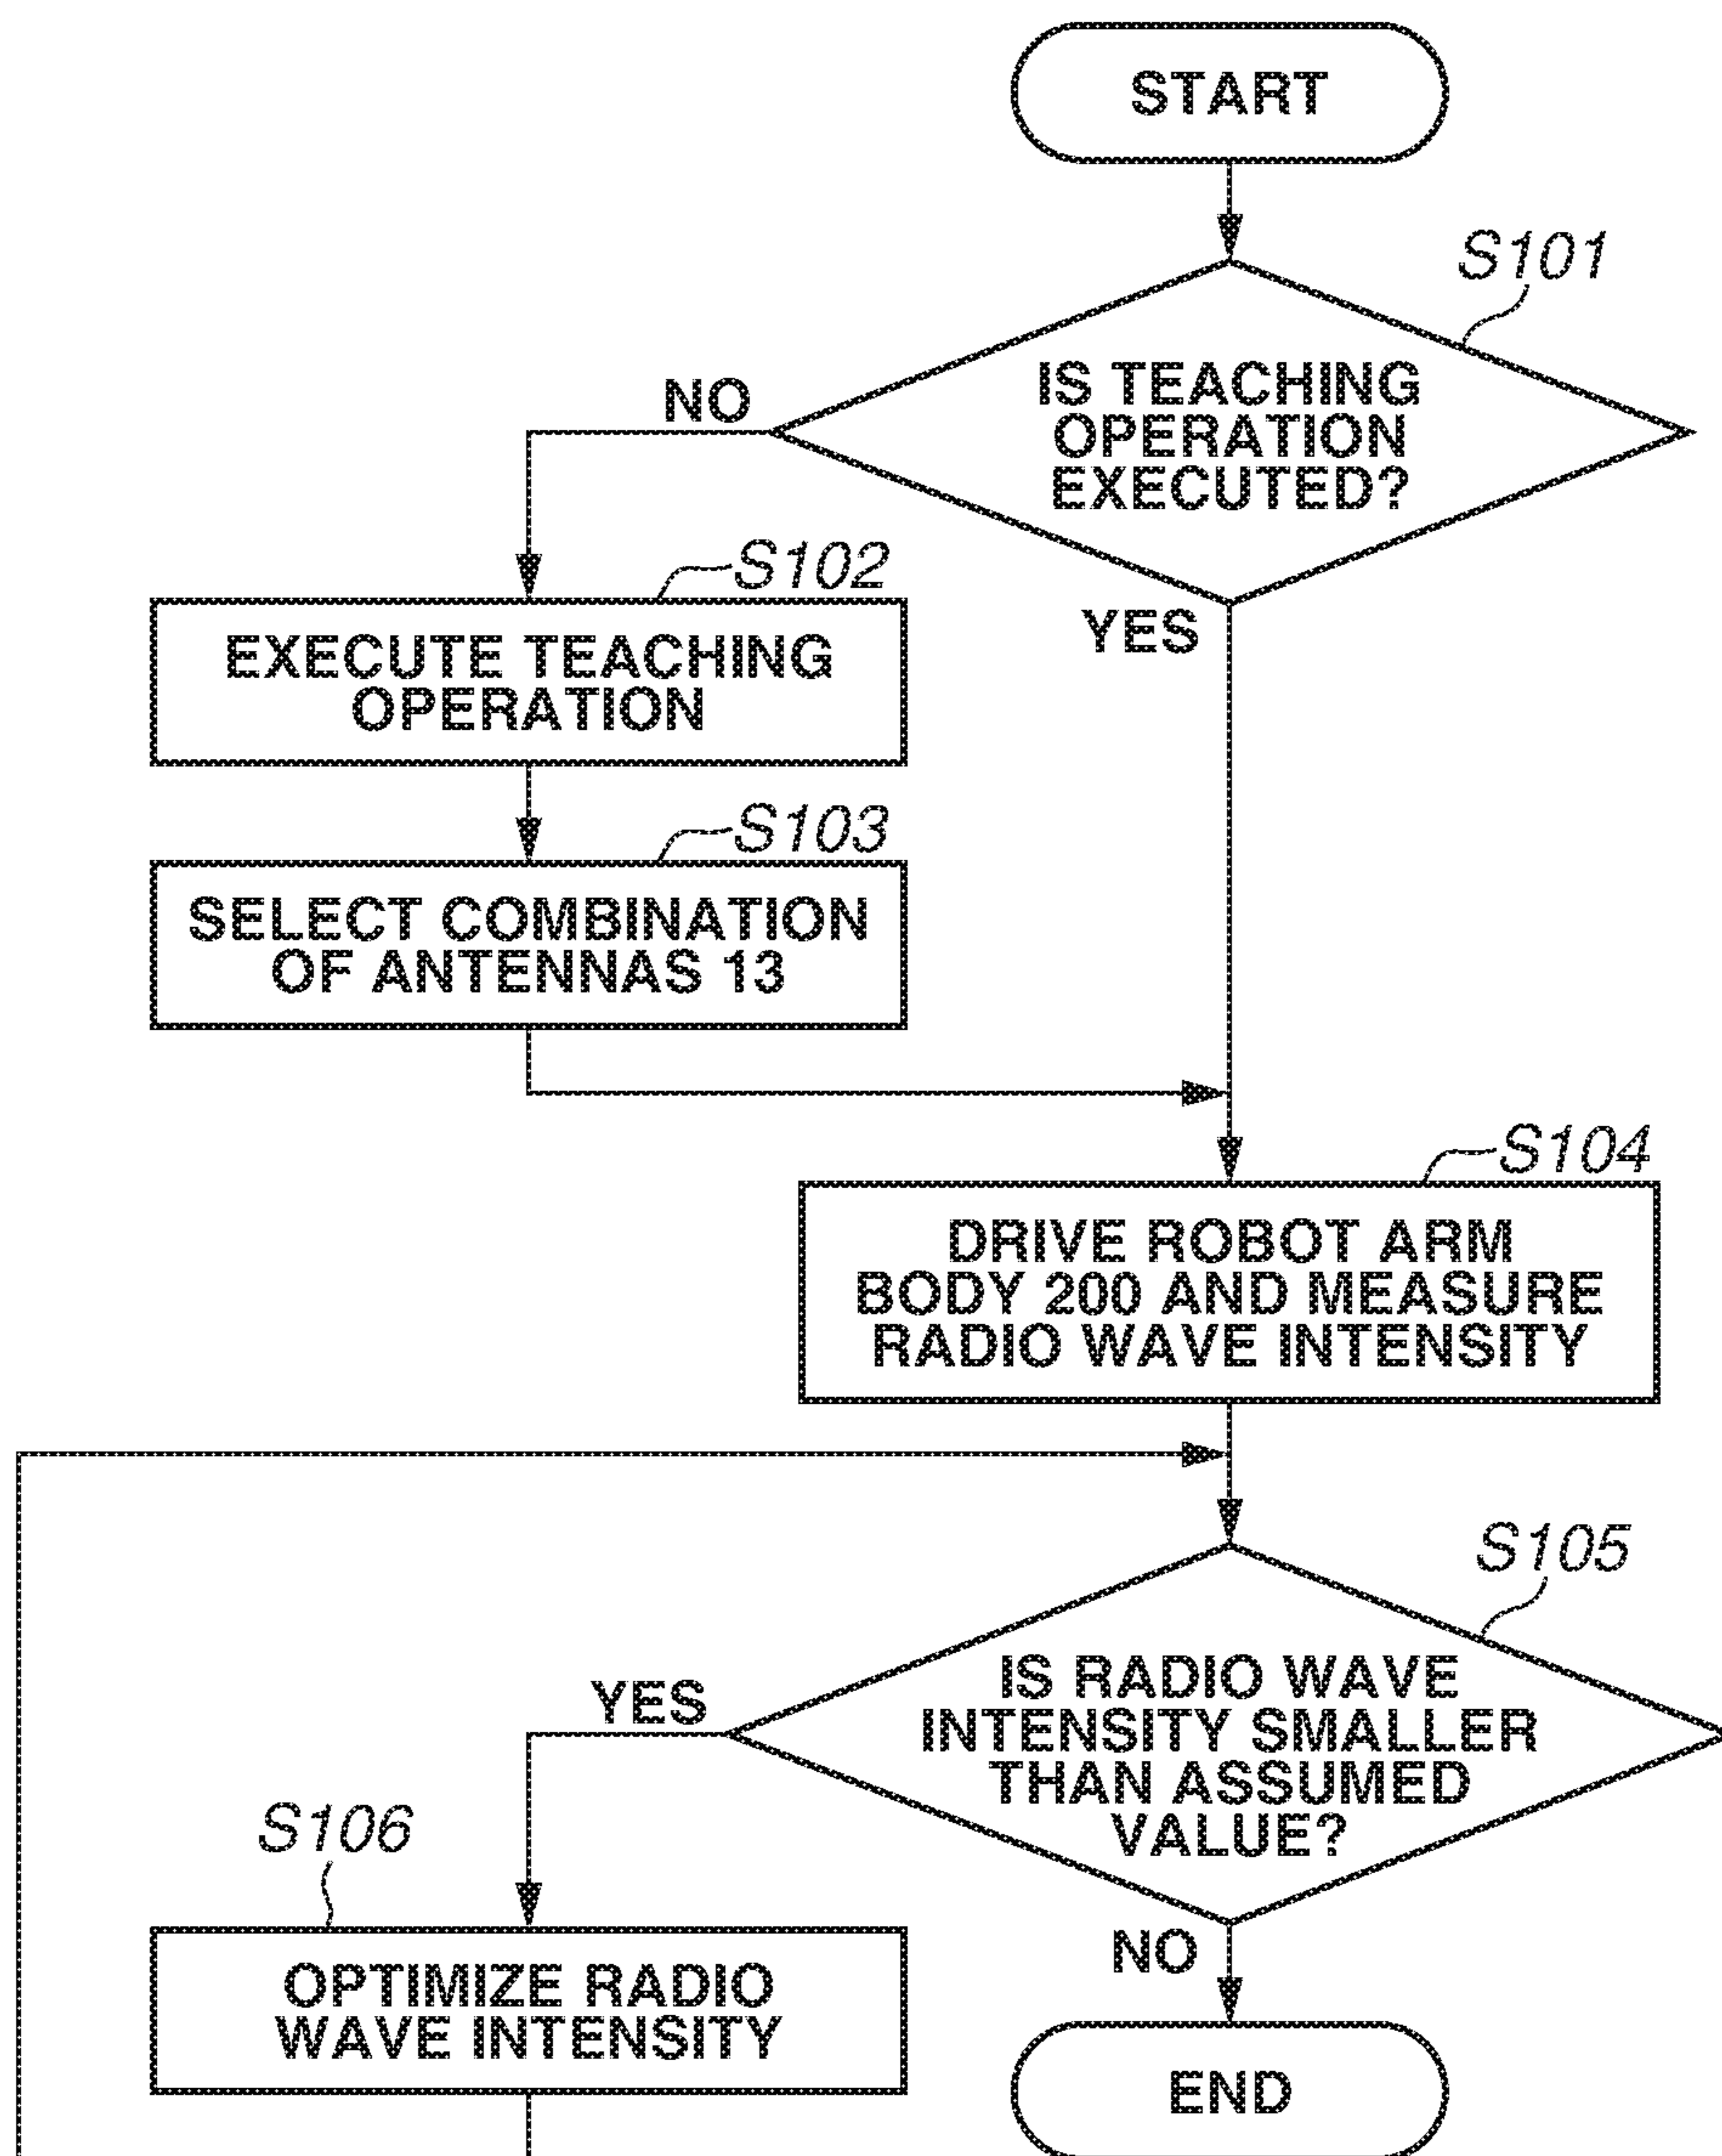 START
S101
IS TEACHING
OPERATION
EXECUTED?
NO
YES
S102
EXECUTE TEACHING
OPERATION
S103
SELECT COMBINATION
OF ANTENNAS 13
S104
DRIVE ROBOT ARM
BODY 200 AND MEASURE
RADIO WAVE INTENSITY
S105
IS RADIO WAVE
INTENSITY SMALLER
THAN ASSUMED
VALUE?
YES
S106
OPTIMIZE RADIO
WAVE INTENSITY
NO
END